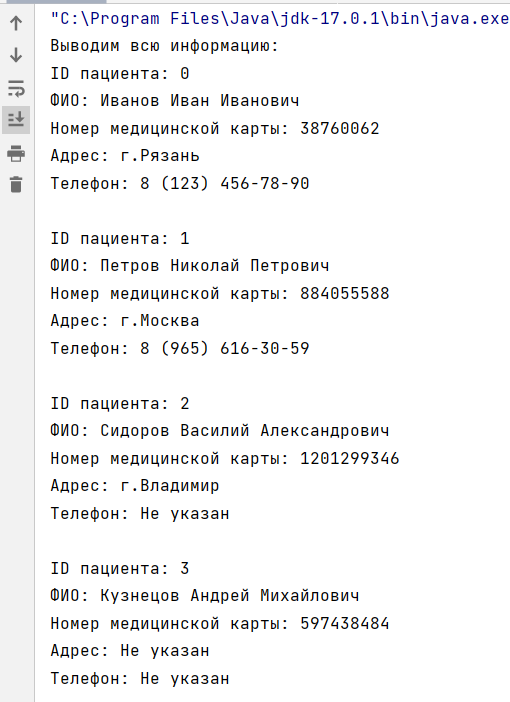 "C:\Program Files\Java\jdk-17.0.1\bin\java.exe
Выводим всю информацию:
ID пациента: 0
ФИО: Иванов Иван Иванович
Номер медицинской карты: 38760062
Адрес: г.Рязань
Телефон: 8 (123) 456-78-90
ID пациента: 1
ФИО: Петров Николай Петрович
Номер медицинской карты: 884055588
Адрес: г.Москва
Телефон: 8 (965) 616-30-59
ID пациента: 2
ФИО: Сидоров Василий Александрович
Номер медицинской карты: 1201299346
Адрес: г.Владимир
Телефон: Не указан
ID пациента: 3
ФИО: Кузнецов Андрей Михайлович
Номер медицинской карты: 597438484
Адрес: Не указан
Телефон: Не указан